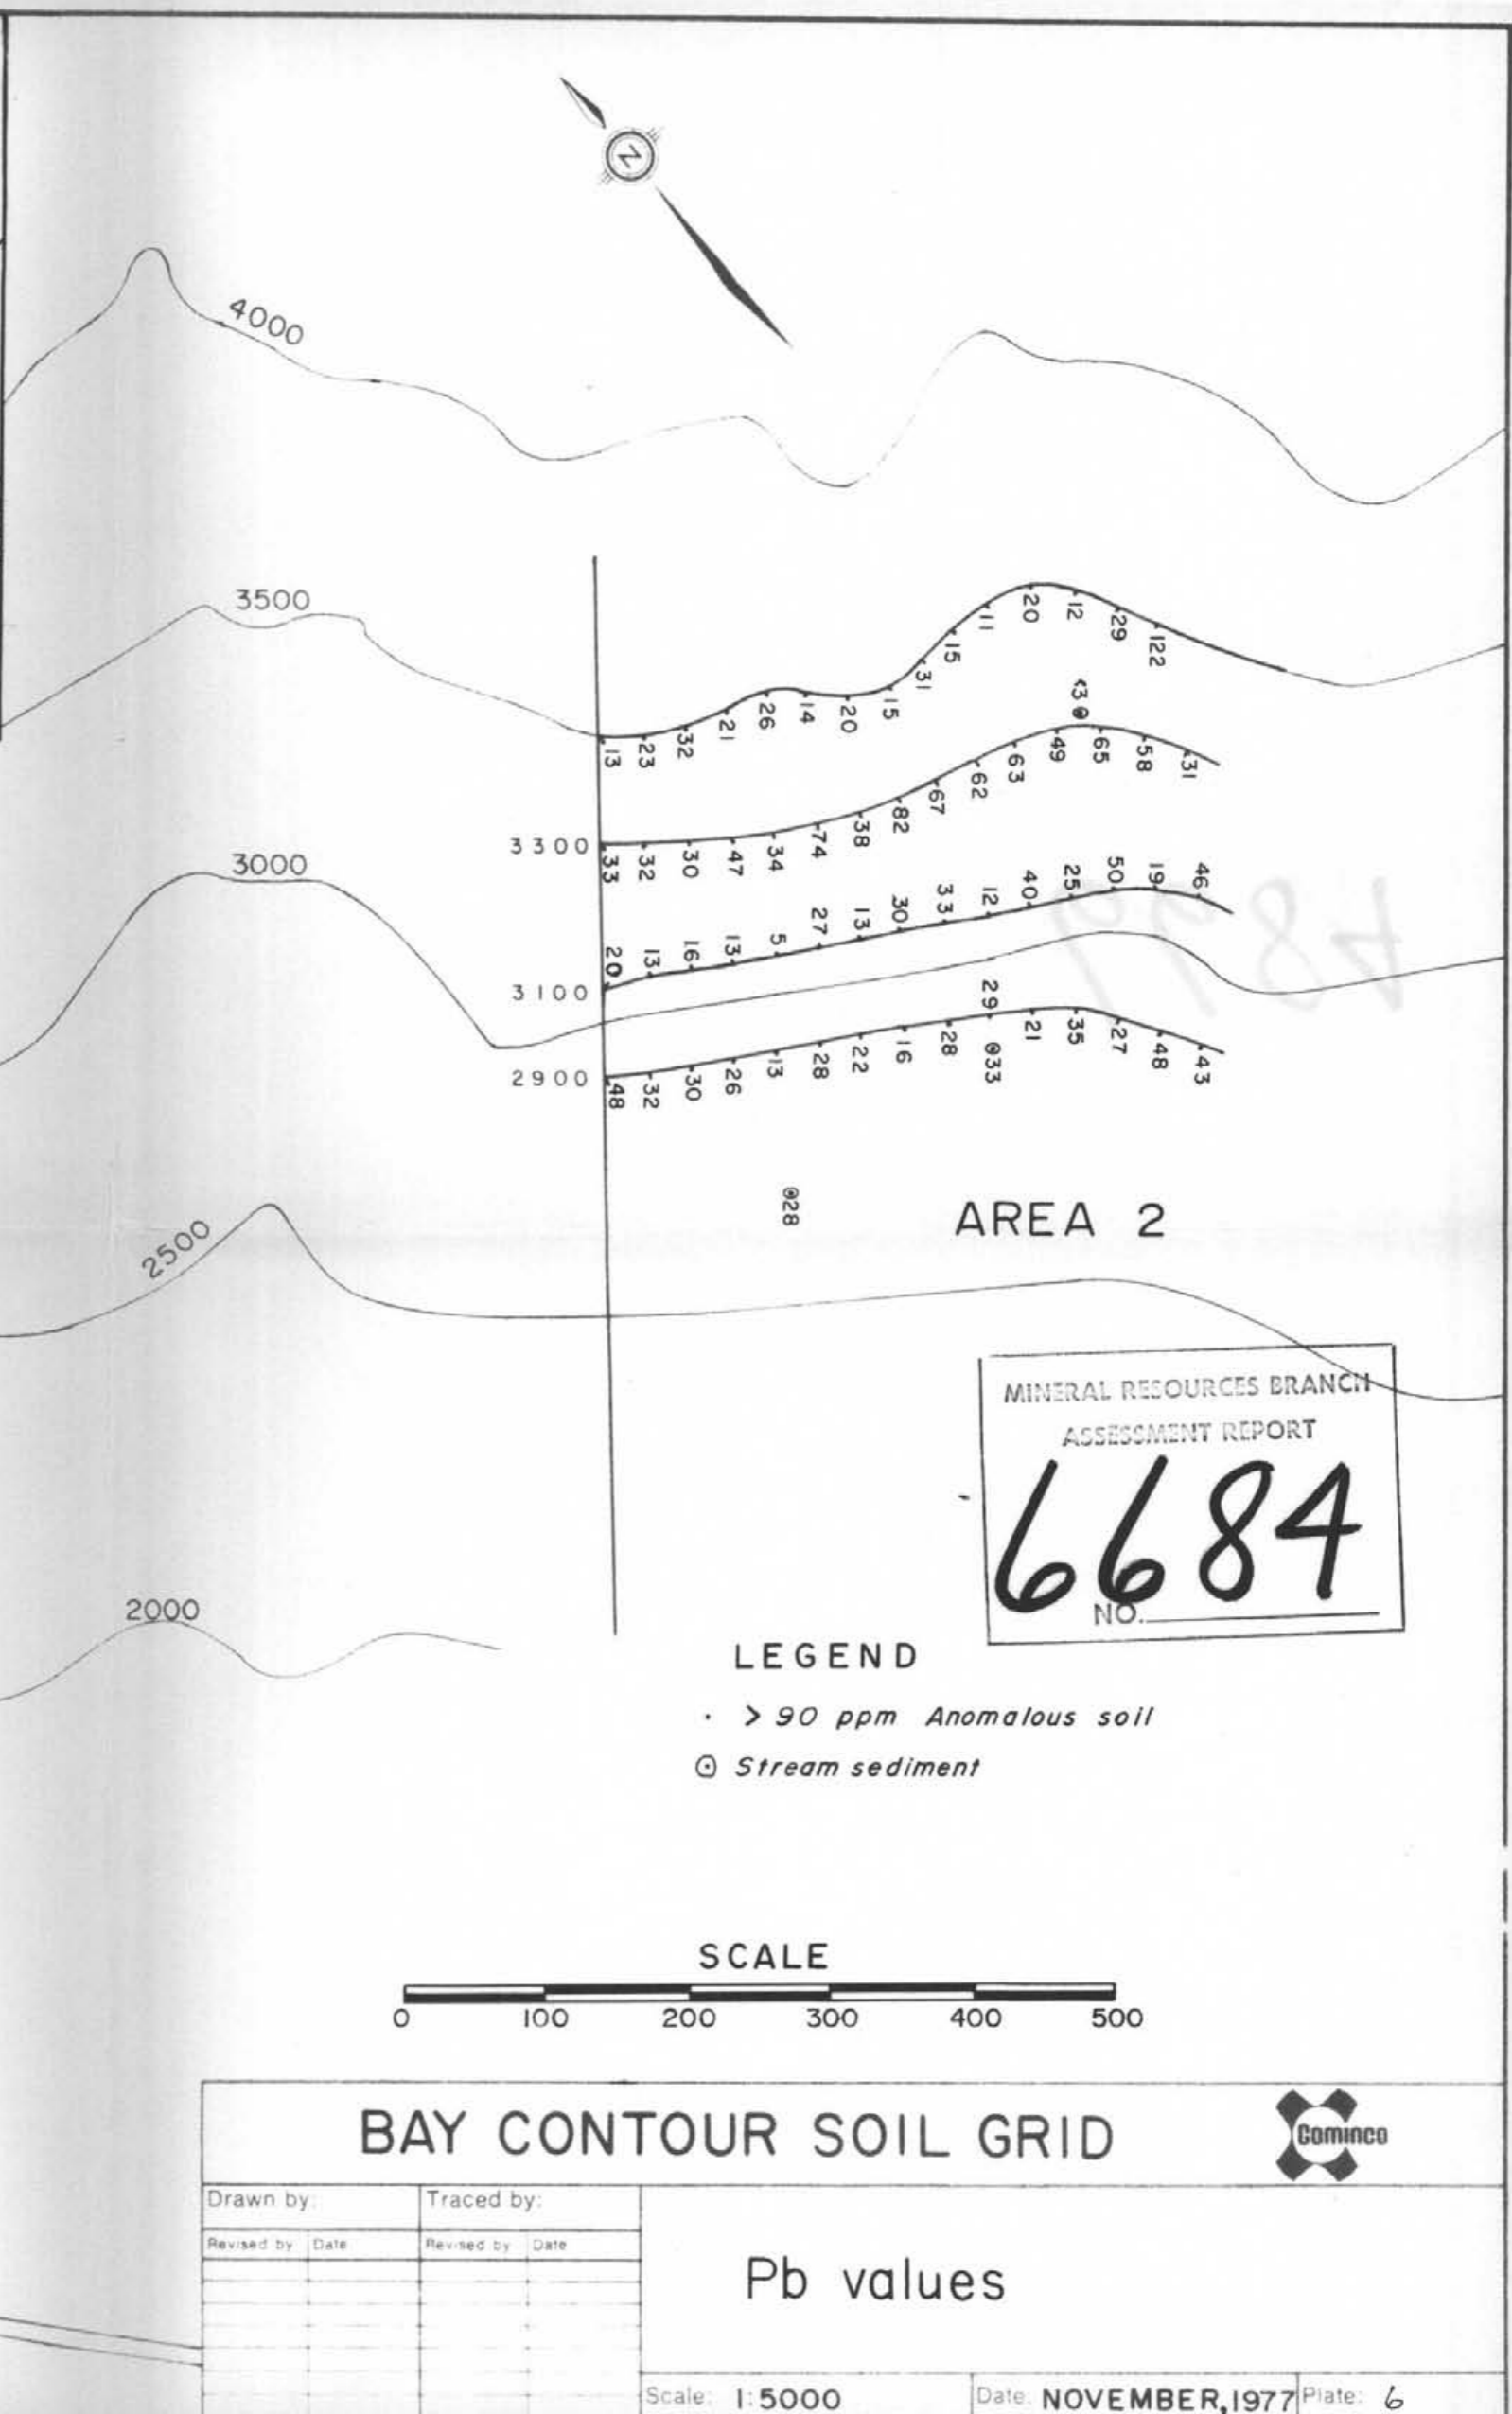 N
4000
3500
13 23 32 21 26 14 20 15 31 15 11 20 12 29 122
<3
3300
33 32 30 47 34 74 38 82 67 62 63 49 65 58 31
3000
20 13 16 13 5 27 13 30 33 12 40 25 50 19 46
3100
29
2900
48 32 30 26 13 28 22 16 28 33 21 35 27 48 43
28
AREA 2
2500
MINERAL RESOURCES BRANCH
ASSESSMENT REPORT
6684
NO.
2000
LEGEND
· > 90 ppm Anomalous soil
⊙ Stream sediment
SCALE
0 100 200 300 400 500
BAY CONTOUR SOIL GRID
Cominco
Drawn by: Traced by:
Revised by Date Revised by Date
Pb values
Scale: 1:5000 Date: NOVEMBER, 1977 Plate: 6